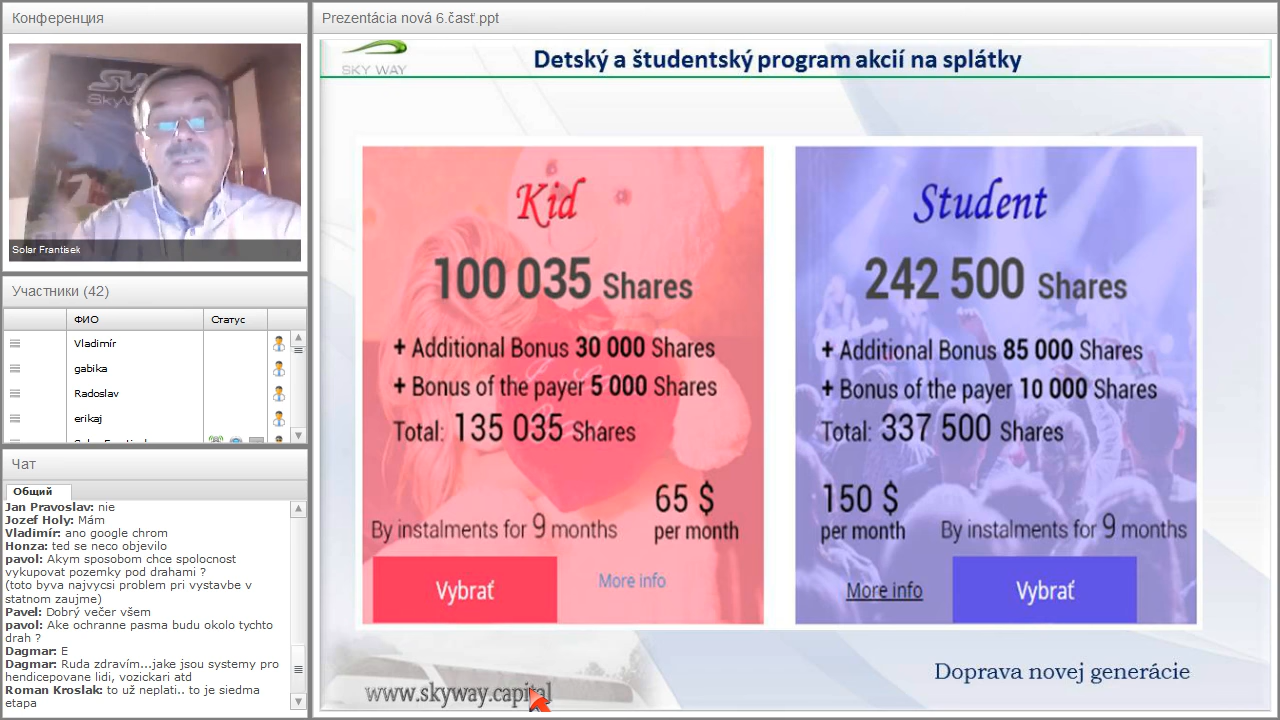 Конференция
SkyWay
Solar Frantisek
Участники (42)
ФИО
Статус
Vladimír
gabika
Radoslav
erikaj
Solar Frantisek
Чат
Общий
Jan Pravoslav: nie
Jozef Holy: Mám
Vladimír: ano google chrom
Honza: ted se neco objevilo
pavol: Akym sposobom chce spolocnost
vykupovat pozemky pod drahami ?
(toto byva najvycsi problem pri vystavbe v
statnom zaujme)
Pavel: Dobrý večer všem
pavol: Ake ochranne pasma budu okolo tychto
drah ?
Dagmar: E
Dagmar: Ruda zdravím...jake jsou systemy pro
hendicepovane lidi, vozickari atd
Roman Kroslak: to už neplati.. to je siedma
etapa
Prezentácia nová 6.časť.ppt
SKY WAY
Detský a študentský program akcií na splátky
Kid
100 035 Shares
+ Additional Bonus 30 000 Shares
+ Bonus of the payer 5 000 Shares
Total: 135 035 Shares
65 $
By instalments for 9 months
per month
Vybrať
More info
Student
242 500 Shares
+ Additional Bonus 85 000 Shares
+ Bonus of the payer 10 000 Shares
Total: 337 500 Shares
150 $
per month
By instalments for 9 months
More info
Vybrať
Doprava novej generácie
www.skyway.capital